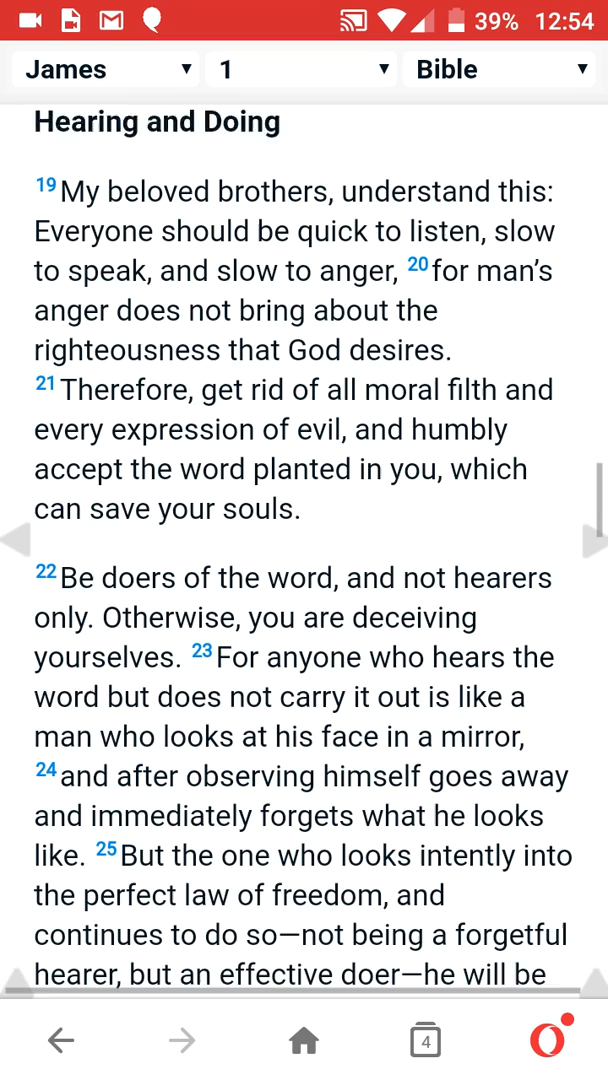 39% 12:54
James 1 Bible
Hearing and Doing
19 My beloved brothers, understand this:
Everyone should be quick to listen, slow
to speak, and slow to anger, 20 for man’s
anger does not bring about the
righteousness that God desires.
21 Therefore, get rid of all moral filth and
every expression of evil, and humbly
accept the word planted in you, which
can save your souls.
22 Be doers of the word, and not hearers
only. Otherwise, you are deceiving
yourselves. 23 For anyone who hears the
word but does not carry it out is like a
man who looks at his face in a mirror,
24 and after observing himself goes away
and immediately forgets what he looks
like. 25 But the one who looks intently into
the perfect law of freedom, and
continues to do so—not being a forgetful
hearer, but an effective doer—he will be
4